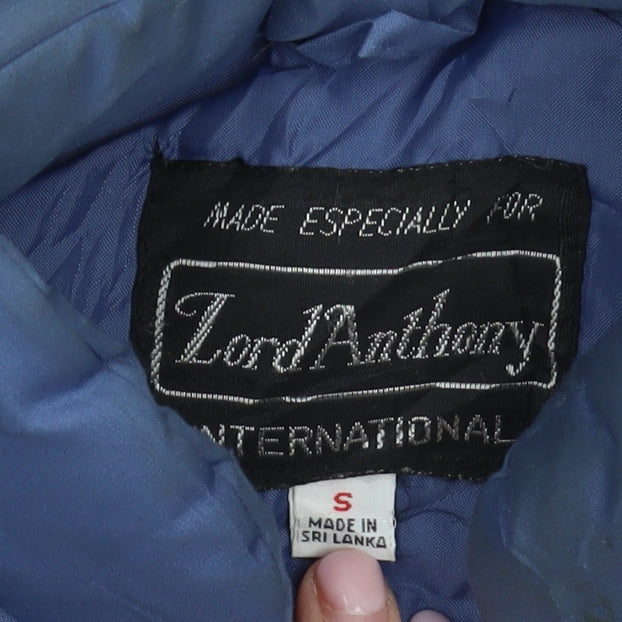 MADE ESPECIALLY FOR
Lord Anthony
INTERNATIONAL
S
MADE IN
SRI LANKA